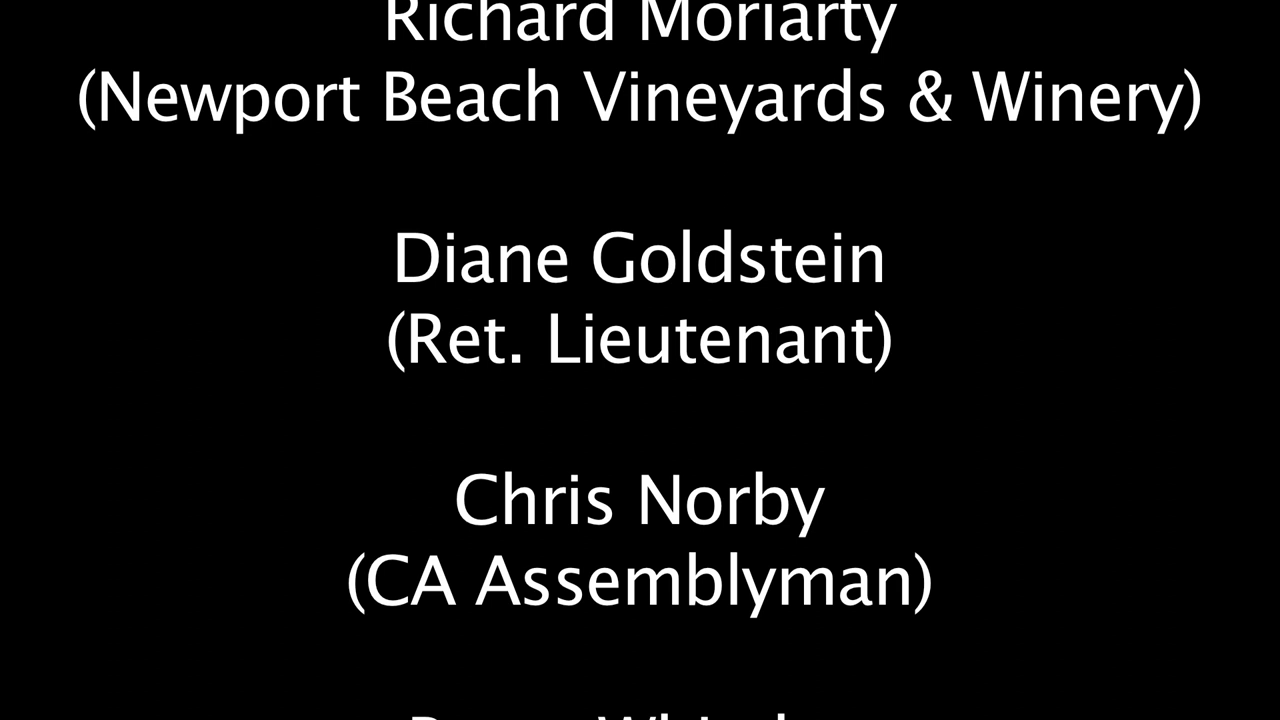 Richard Moriarty
(Newport Beach Vineyards & Winery)
Diane Goldstein
(Ret. Lieutenant)
Chris Norby
(CA Assemblyman)